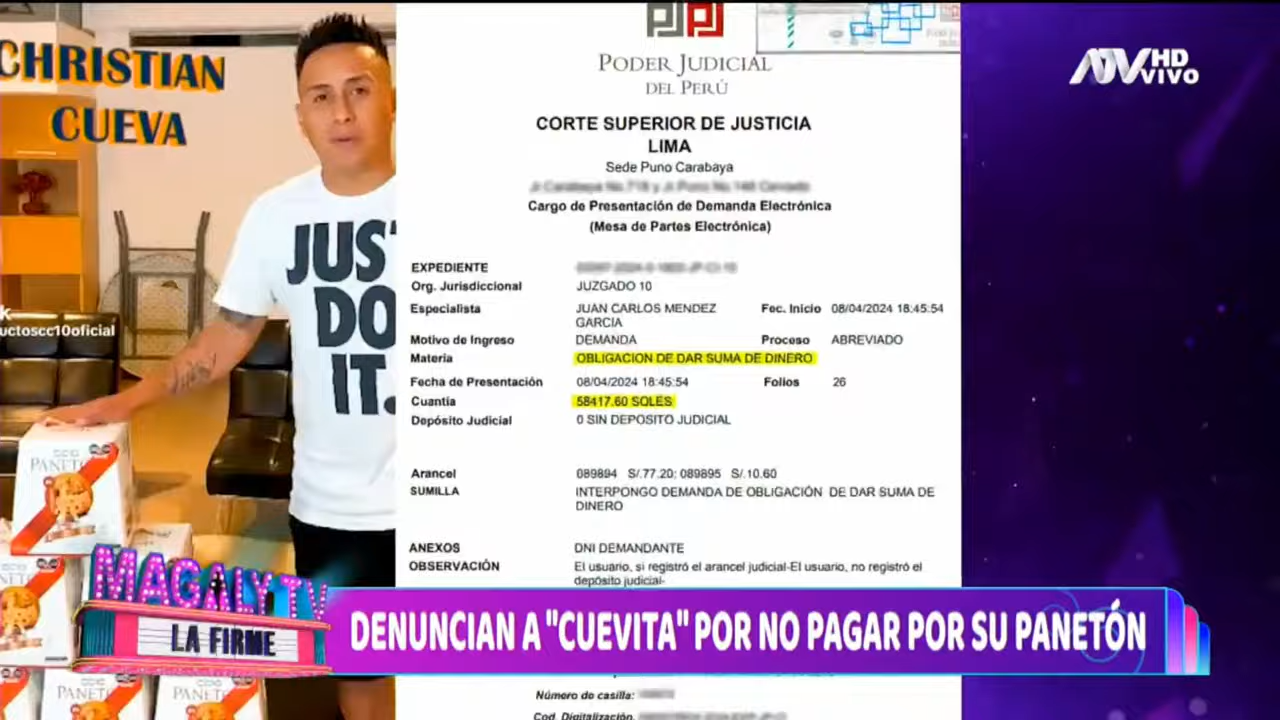 CHRISTIAN
CUEVA
uctoscc10oficial
JUST
DO
IT.
PODER JUDICIAL
DEL PERÚ
CORTE SUPERIOR DE JUSTICIA
LIMA
Sede Puno Carabaya
Cargo de Presentación de Demanda Electrónica
(Mesa de Partes Electrónica)
EXPEDIENTE
Org. Jurisdiccional JUZGADO 10
Especialista JUAN CARLOS MENDEZ GARCIA Fec. Inicio 08/04/2024 18:45:54
Motivo de Ingreso DEMANDA Proceso ABREVIADO
Materia OBLIGACION DE DAR SUMA DE DINERO
Fecha de Presentación 08/04/2024 18:45:54 Folios 26
Cuantía 58417.60 SOLES
Depósito Judicial 0 SIN DEPOSITO JUDICIAL
Arancel 089894 S/.77.20; 089895 S/.10.60
SUMILLA INTERPONGO DEMANDA DE OBLIGACIÓN DE DAR SUMA DE
DINERO
ANEXOS DNI DEMANDANTE
OBSERVACIÓN El usuario, si registró el arancel judicial-El usuario, no registró el
depósito judicial-
Número de casilla:
Cod. Digitalización.
ATV HD
VIVO
MAGALY TV
LA FIRME
DENUNCIAN A "CUEVITA" POR NO PAGAR POR SU PANETÓN